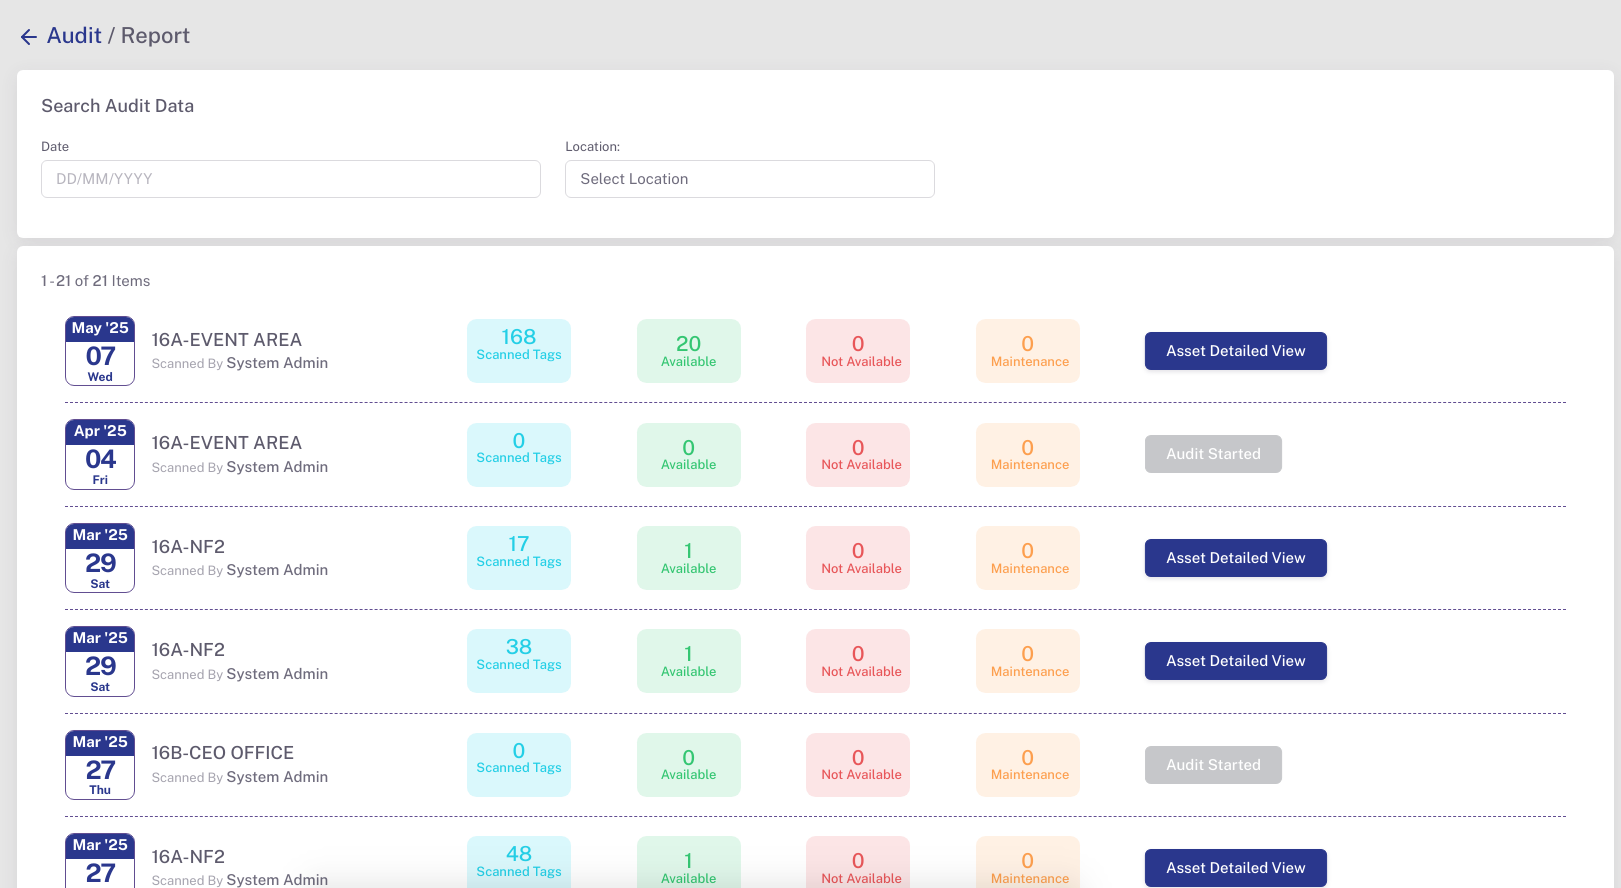 Audit / Report
Search Audit Data
Date
Location:
DD/MM/YYYY
Select Location
1 - 21 of 21 Items
May '25
07
Wed
16A-EVENT AREA
Scanned By System Admin
168
Scanned Tags
20
Available
0
Not Available
0
Maintenance
Asset Detailed View
Apr '25
04
Fri
16A-EVENT AREA
Scanned By System Admin
0
Scanned Tags
0
Available
0
Not Available
0
Maintenance
Audit Started
Mar '25
29
Sat
16A-NF2
Scanned By System Admin
17
Scanned Tags
1
Available
0
Not Available
0
Maintenance
Asset Detailed View
Mar '25
29
Sat
16A-NF2
Scanned By System Admin
38
Scanned Tags
1
Available
0
Not Available
0
Maintenance
Asset Detailed View
Mar '25
27
Thu
16B-CEO OFFICE
Scanned By System Admin
0
Scanned Tags
0
Available
0
Not Available
0
Maintenance
Audit Started
Mar '25
27
16A-NF2
Scanned By System Admin
48
Scanned Tags
1
Available
0
Not Available
0
Maintenance
Asset Detailed View